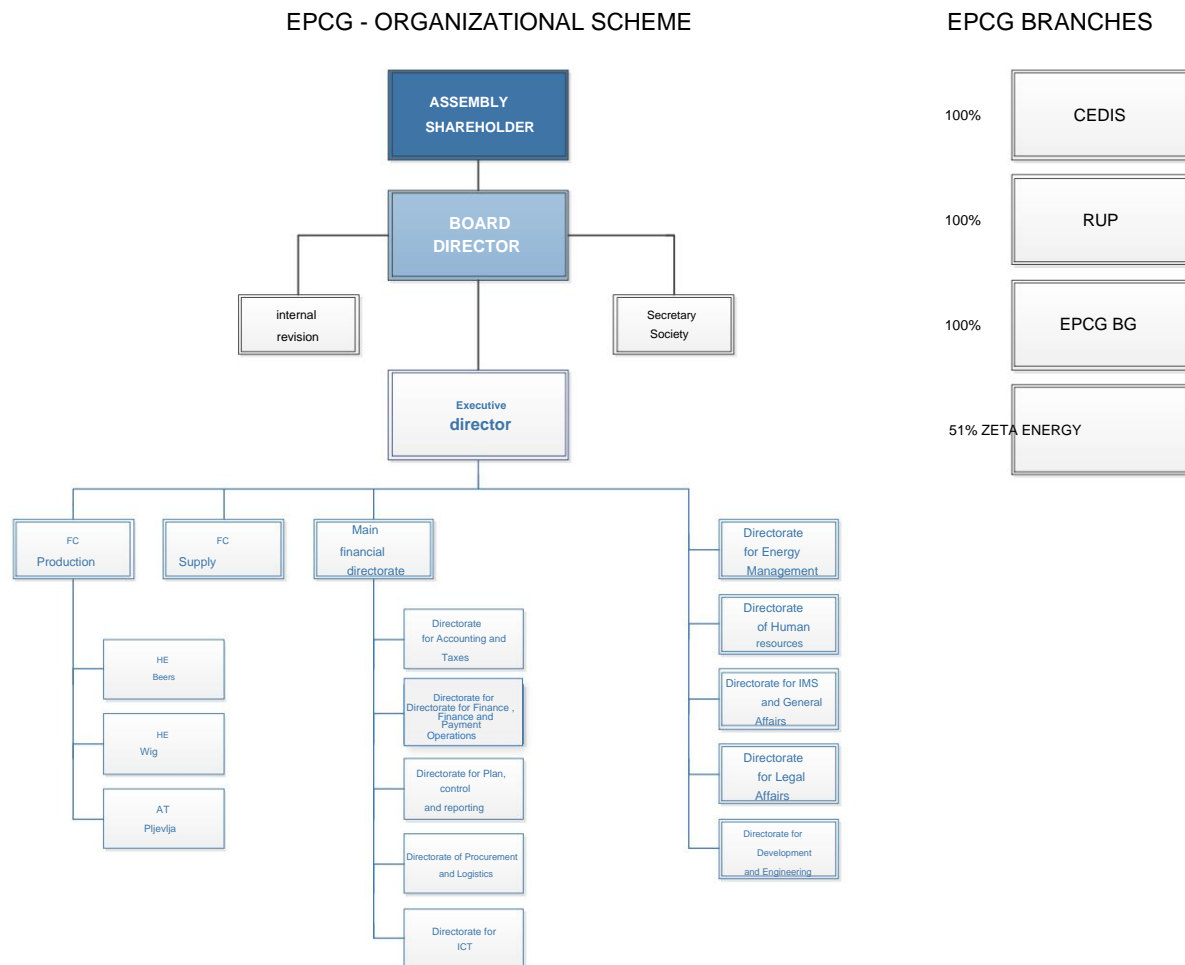 EPCG - ORGANIZATIONAL SCHEME
EPCG BRANCHES
ASSEMBLY
SHAREHOLDER
100%
CEDIS
BOARD
DIRECTOR
100%
RUP
internal
revision
Secretary
Society
100%
EPCG BG
Executive
director
51% ZETA ENERGY
FC
Production
FC
Supply
Main
financial
directorate
Directorate
for Energy
Management
Directorate
of Human
resources
Directorate for IMS
and General
Affairs
Directorate
for Legal
Affairs
Directorate for
Development
and Engineering
HE
Beers
HE
Wig
AT
Pljevlja
Directorate
for Accounting and
Taxes
Directorate for
Directorate for Finance ,
Finance and
Payment
Operations
Directorate for Plan,
control
and reporting
Directorate of Procurement
and Logistics
Directorate for
ICT